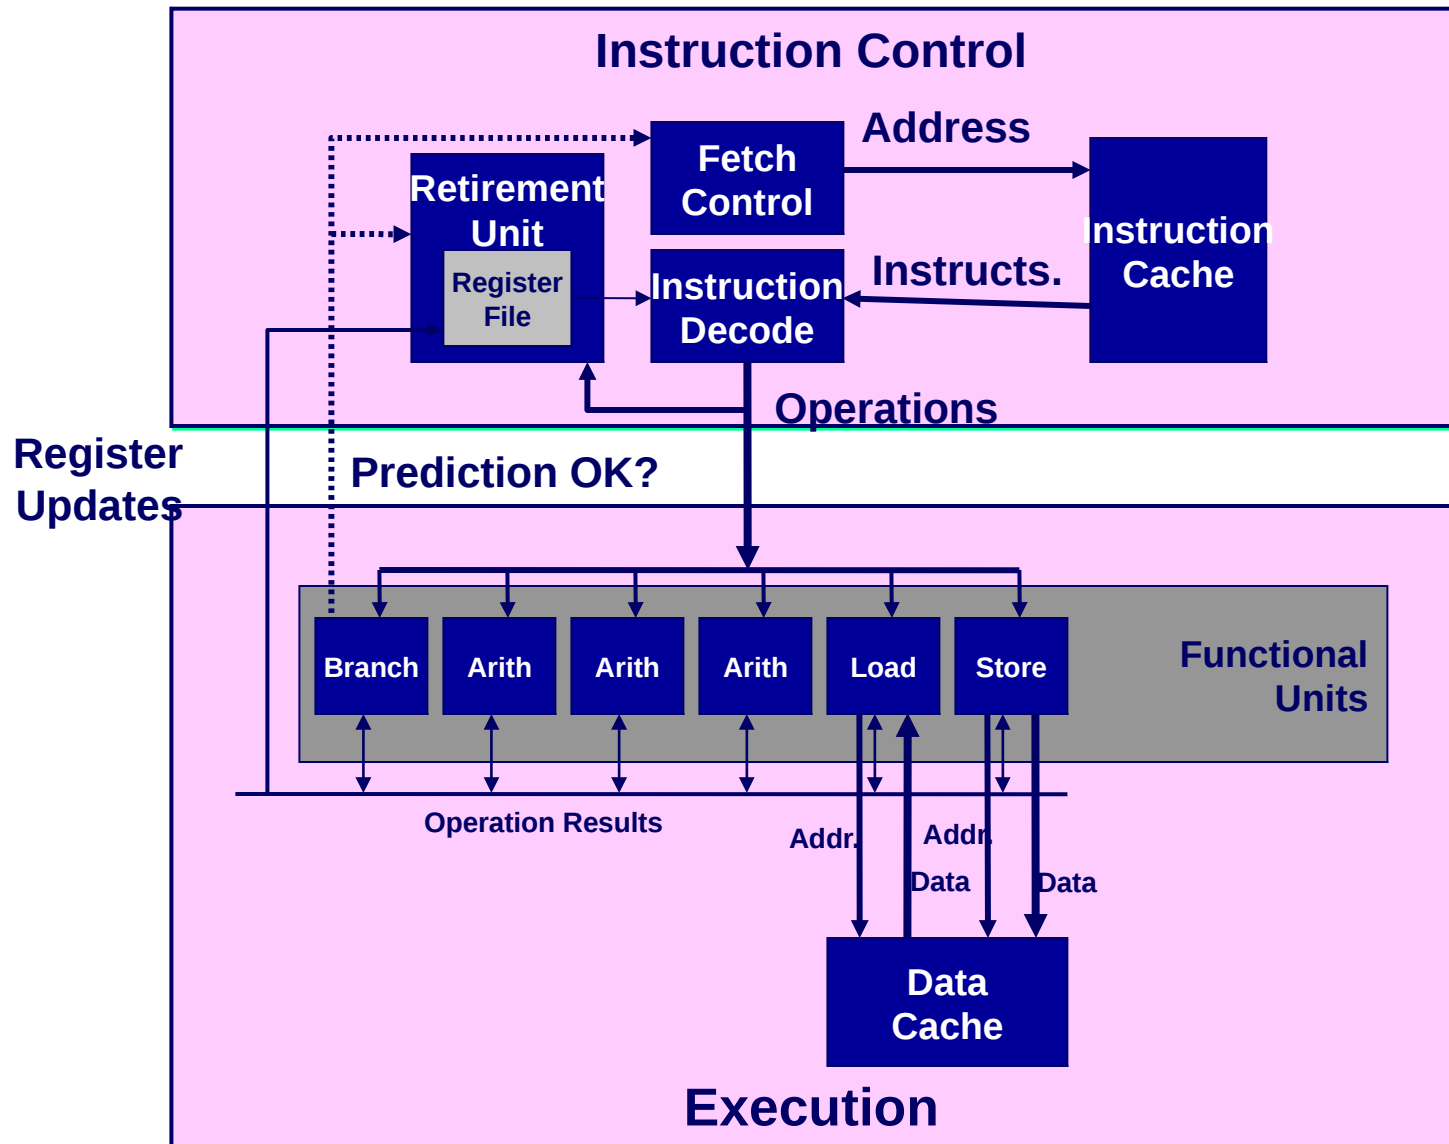 Instruction Control
Address
Fetch
Control
Retirement
Unit
Instruction
Cache
Instructs.
Register
File
Instruction
Decode
Operations
Register
Updates
Prediction OK?
Functional
Units
Branch
Arith
Arith
Arith
Load
Store
Operation Results
Addr.
Addr.
Data
Data
Data
Cache
Execution